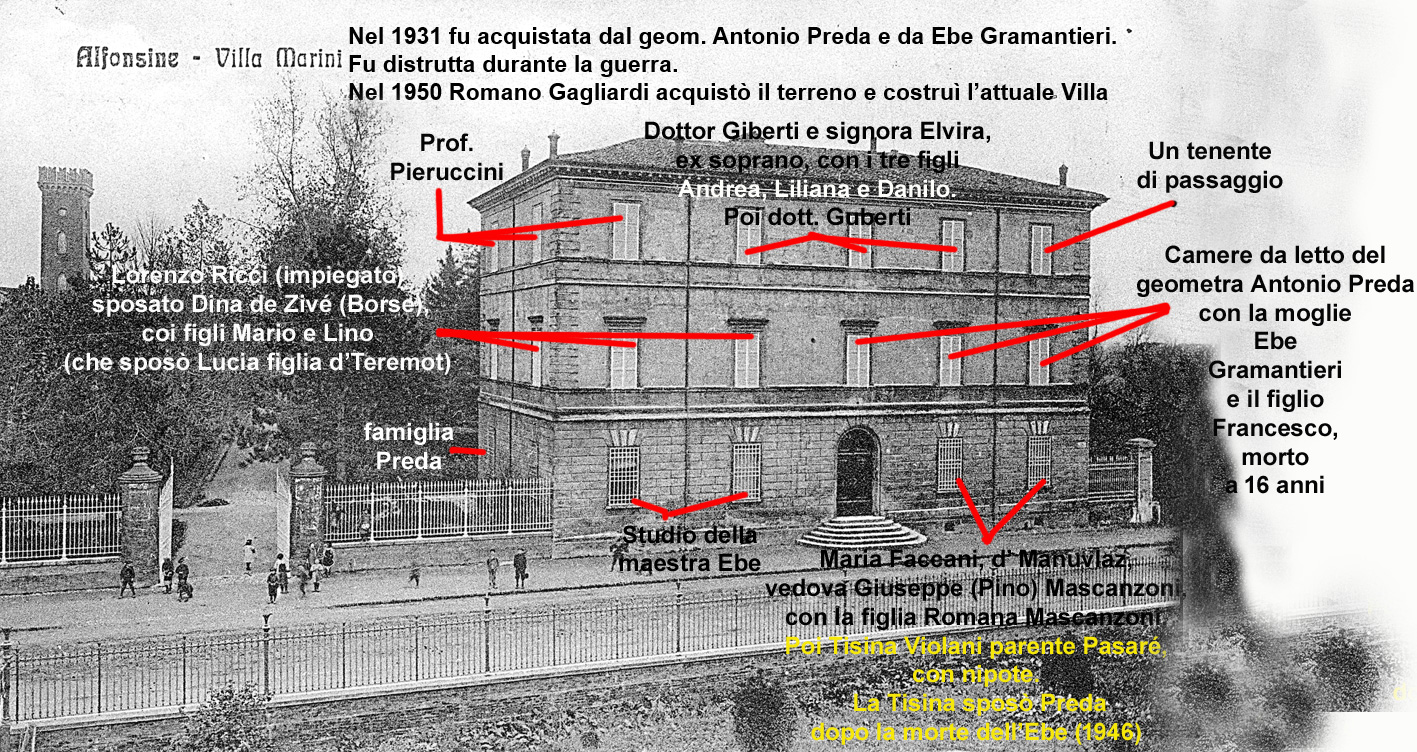 Alfonsine - Villa Marini
Nel 1931 fu acquistata dal geom. Antonio Preda e da Ebe Gramantieri.
Fu distrutta durante la guerra.
Nel 1950 Romano Gagliardi acquistò il terreno e costruì l'attuale Villa
Prof.
Pieruccini
Dottor Giberti e signora Elvira,
ex soprano, con i tre figli
Andrea, Liliana e Danilo.
Poi dott. Guberti
Un tenente
di passaggio
Lorenzo Ricci (impiegato)
sposato Dina de Zivé (Borse),
coi figli Mario e Lino
(che sposò Lucia figlia d'Teremot)
Camere da letto del
geometra Antonio Preda
con la moglie
Ebe
Gramantieri
e il figlio
Francesco,
morto
a 16 anni
famiglia
Preda
Studio della
maestra Ebe
Maria Faccani, d' Manuvlaz,
vedova Giuseppe (Pino) Mascanzoni,
con la figlia Romana Mascanzoni.
Poi Tisina Violani parente Pasaré,
con nipote.
La Tisina sposò Preda
dopo la morte dell'Ebe (1946)